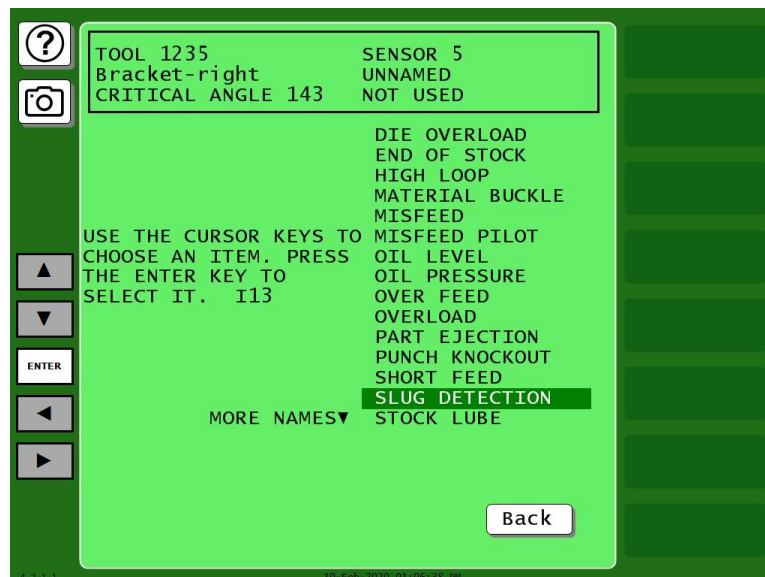 ?
TOOL 1235 SENSOR 5
Bracket-right UNNAMED
CRITICAL ANGLE 143 NOT USED
DIE OVERLOAD
END OF STOCK
HIGH LOOP
MATERIAL BUCKLE
MISFEED
USE THE CURSOR KEYS TO MISFEED PILOT
CHOOSE AN ITEM. PRESS OIL LEVEL
THE ENTER KEY TO OIL PRESSURE
SELECT IT. I13 OVER FEED
OVERLOAD
PART EJECTION
ENTER PUNCH KNOCKOUT
SHORT FEED
SLUG DETECTION
MORE NAMES▼ STOCK LUBE
Back